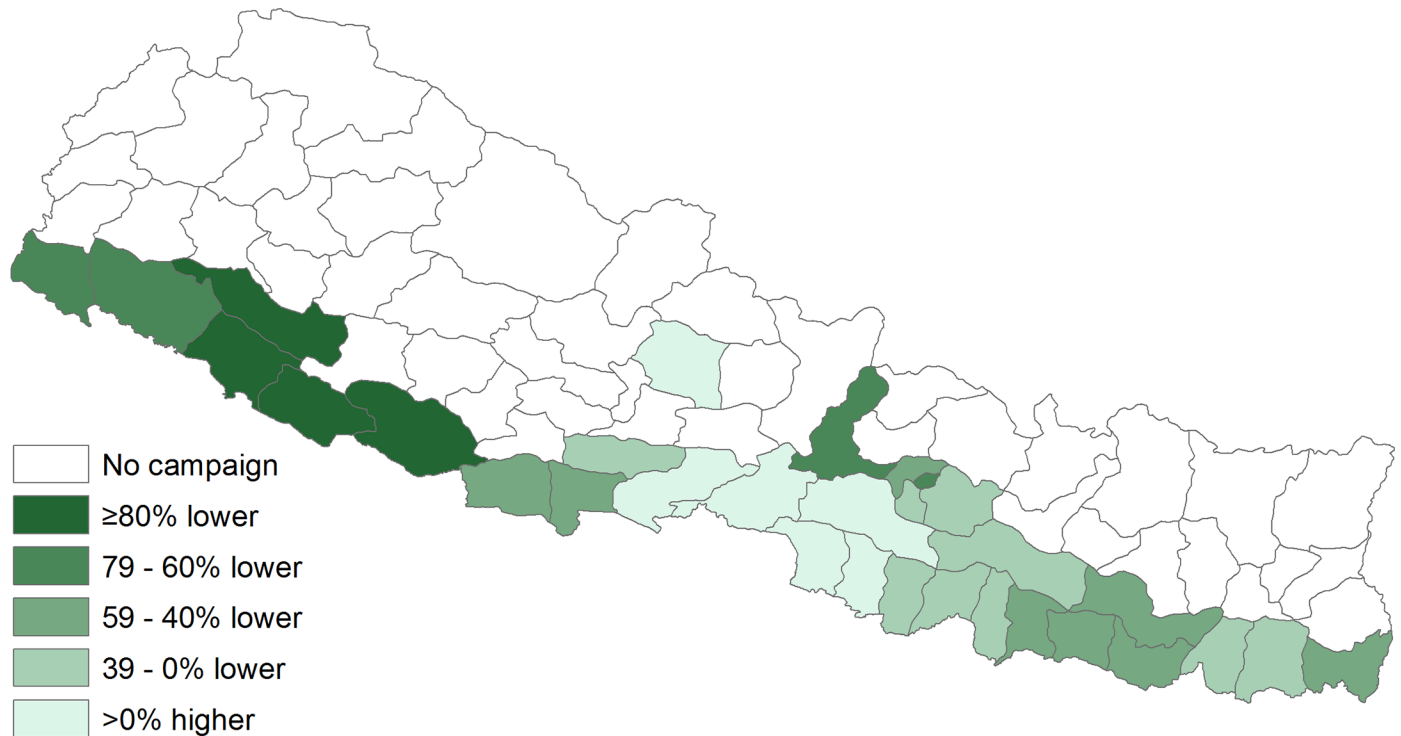 No campaign
≥80% lower
79 - 60% lower
59 - 40% lower
39 - 0% lower
>0% higher